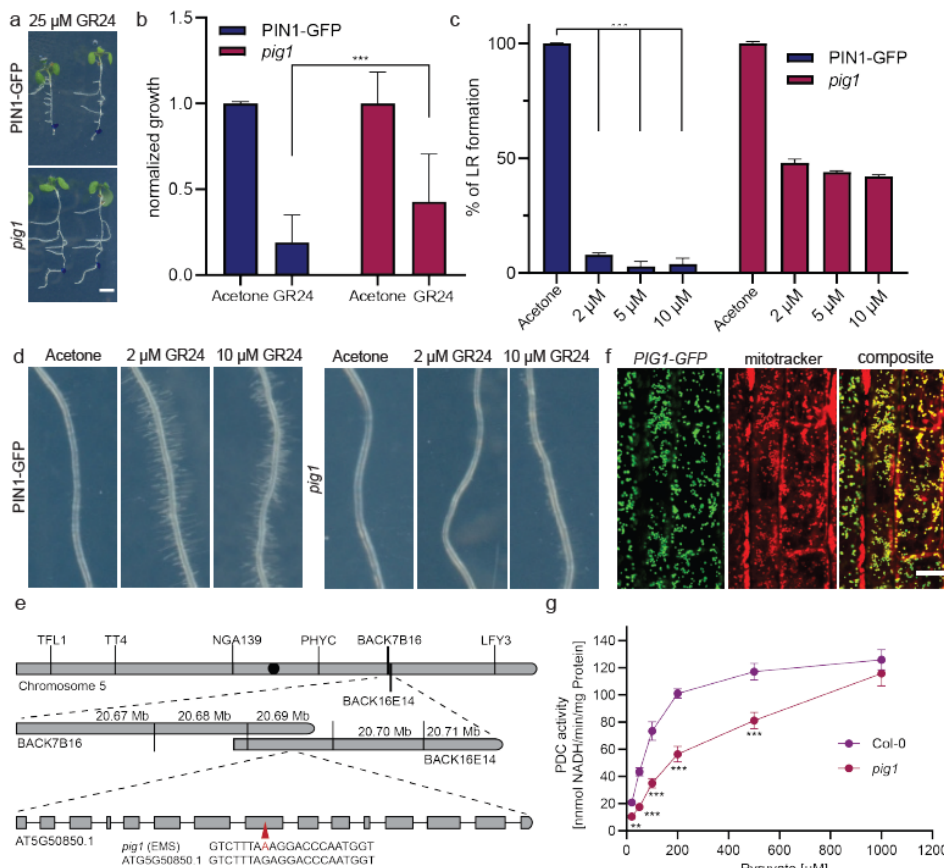 a
25 µM GR24
PIN1-GFP
pig1
b
normalized growth
1.5
1.0
0.5
0.0
PIN1-GFP
pig1
***
Acetone GR24
Acetone GR24
c
% of LR formation
100
50
0
PIN1-GFP
pig1
Acetone
2 µM
5 µM
10 µM
Acetone
2 µM
5 µM
10 µM
d
Acetone
2 µM GR24
10 µM GR24
Acetone
2 µM GR24
10 µM GR24
PIN1-GFP
pig1
f
PIG1-GFP
mitotracker
composite
e
TFL1
TT4
NGA139
PHYC
BACK7B16
LFY3
Chromosome 5
BACK16E14
20.67 Mb
20.68 Mb
20.69 Mb
BACK7B16
20.70 Mb
20.71 Mb
BACK16E14
AT5G50850.1
pig1 (EMS) GTCTTTAAAGGACCCAATGGT
ATG5G50850.1 GTCTTTAGAGGACCCAATGGT
g
PDC activity
[nnmol NADH/min/mg Protein]
140
120
100
80
60
40
20
0
Col-0
pig1
**
***
***
***
***
0 200 400 600 800 1000 1200
Pyruvate [µM]